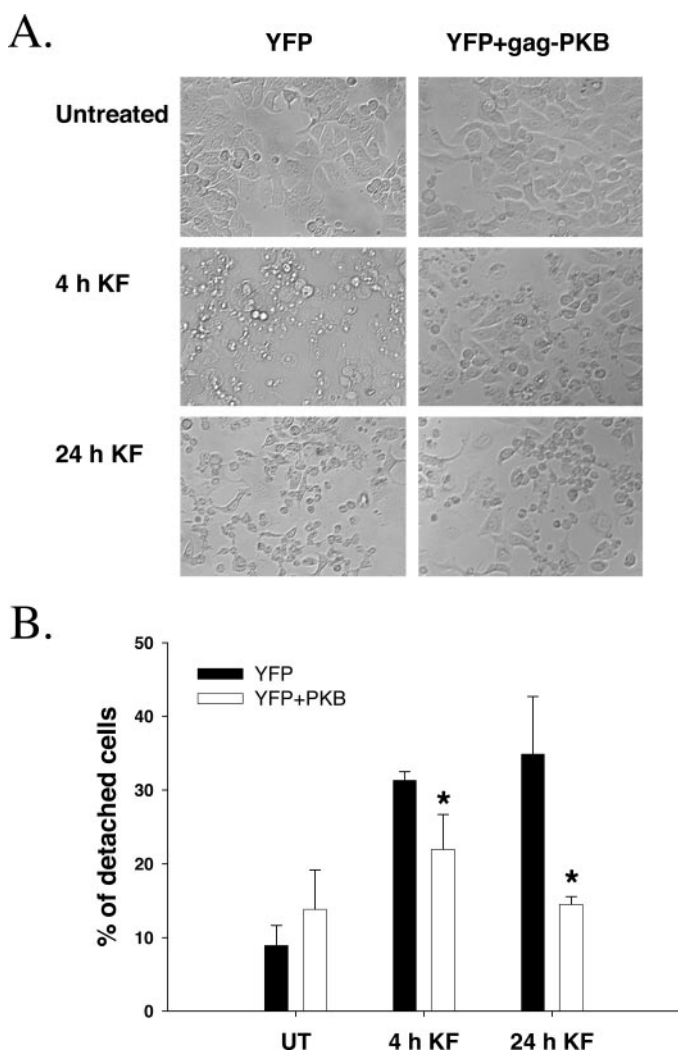 A.
YFP YFP+gag-PKB
Untreated
4 h KF
24 h KF
B.
50
40
30
20
10
0
% of detached cells
YFP
YFP+PKB
*
*
UT 4 h KF 24 h KF